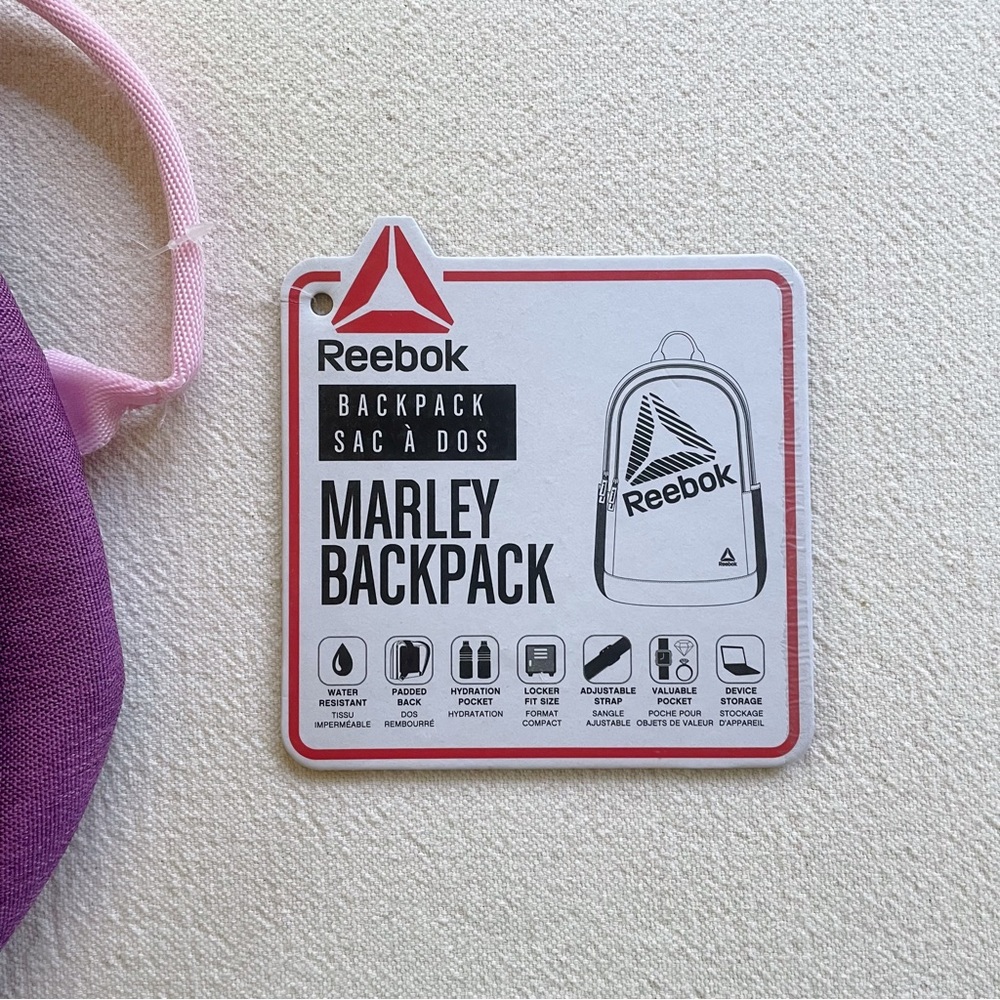 Reebok
BACKPACK
SAC À DOS
MARLEY
BACKPACK
Reebok
Reebok
WATER
RESISTANT
TISSU
IMPERMÉABLE
PADDED
BACK
DOS
REMBOURRÉ
HYDRATION
POCKET
HYDRATATION
LOCKER
FIT SIZE
FORMAT
COMPACT
ADJUSTABLE
STRAP
SANGLE
AJUSTABLE
VALUABLE
POCKET
POCHE POUR
OBJETS DE VALEUR
DEVICE
STORAGE
STOCKAGE
D'APPAREIL